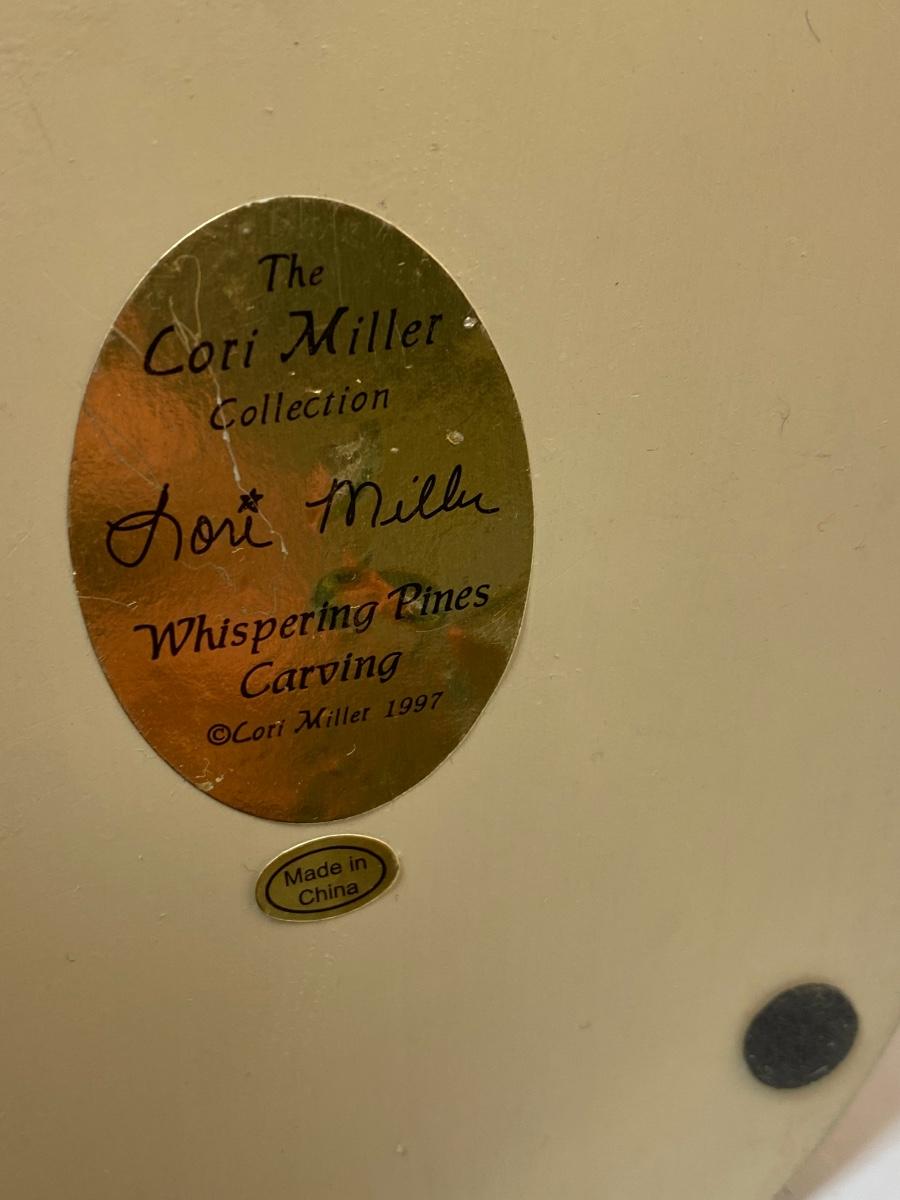 The
Cori Miller
Collection
Cori Miller
Whispering Pines
Carving
©Cori Miller 1997
Made in
China